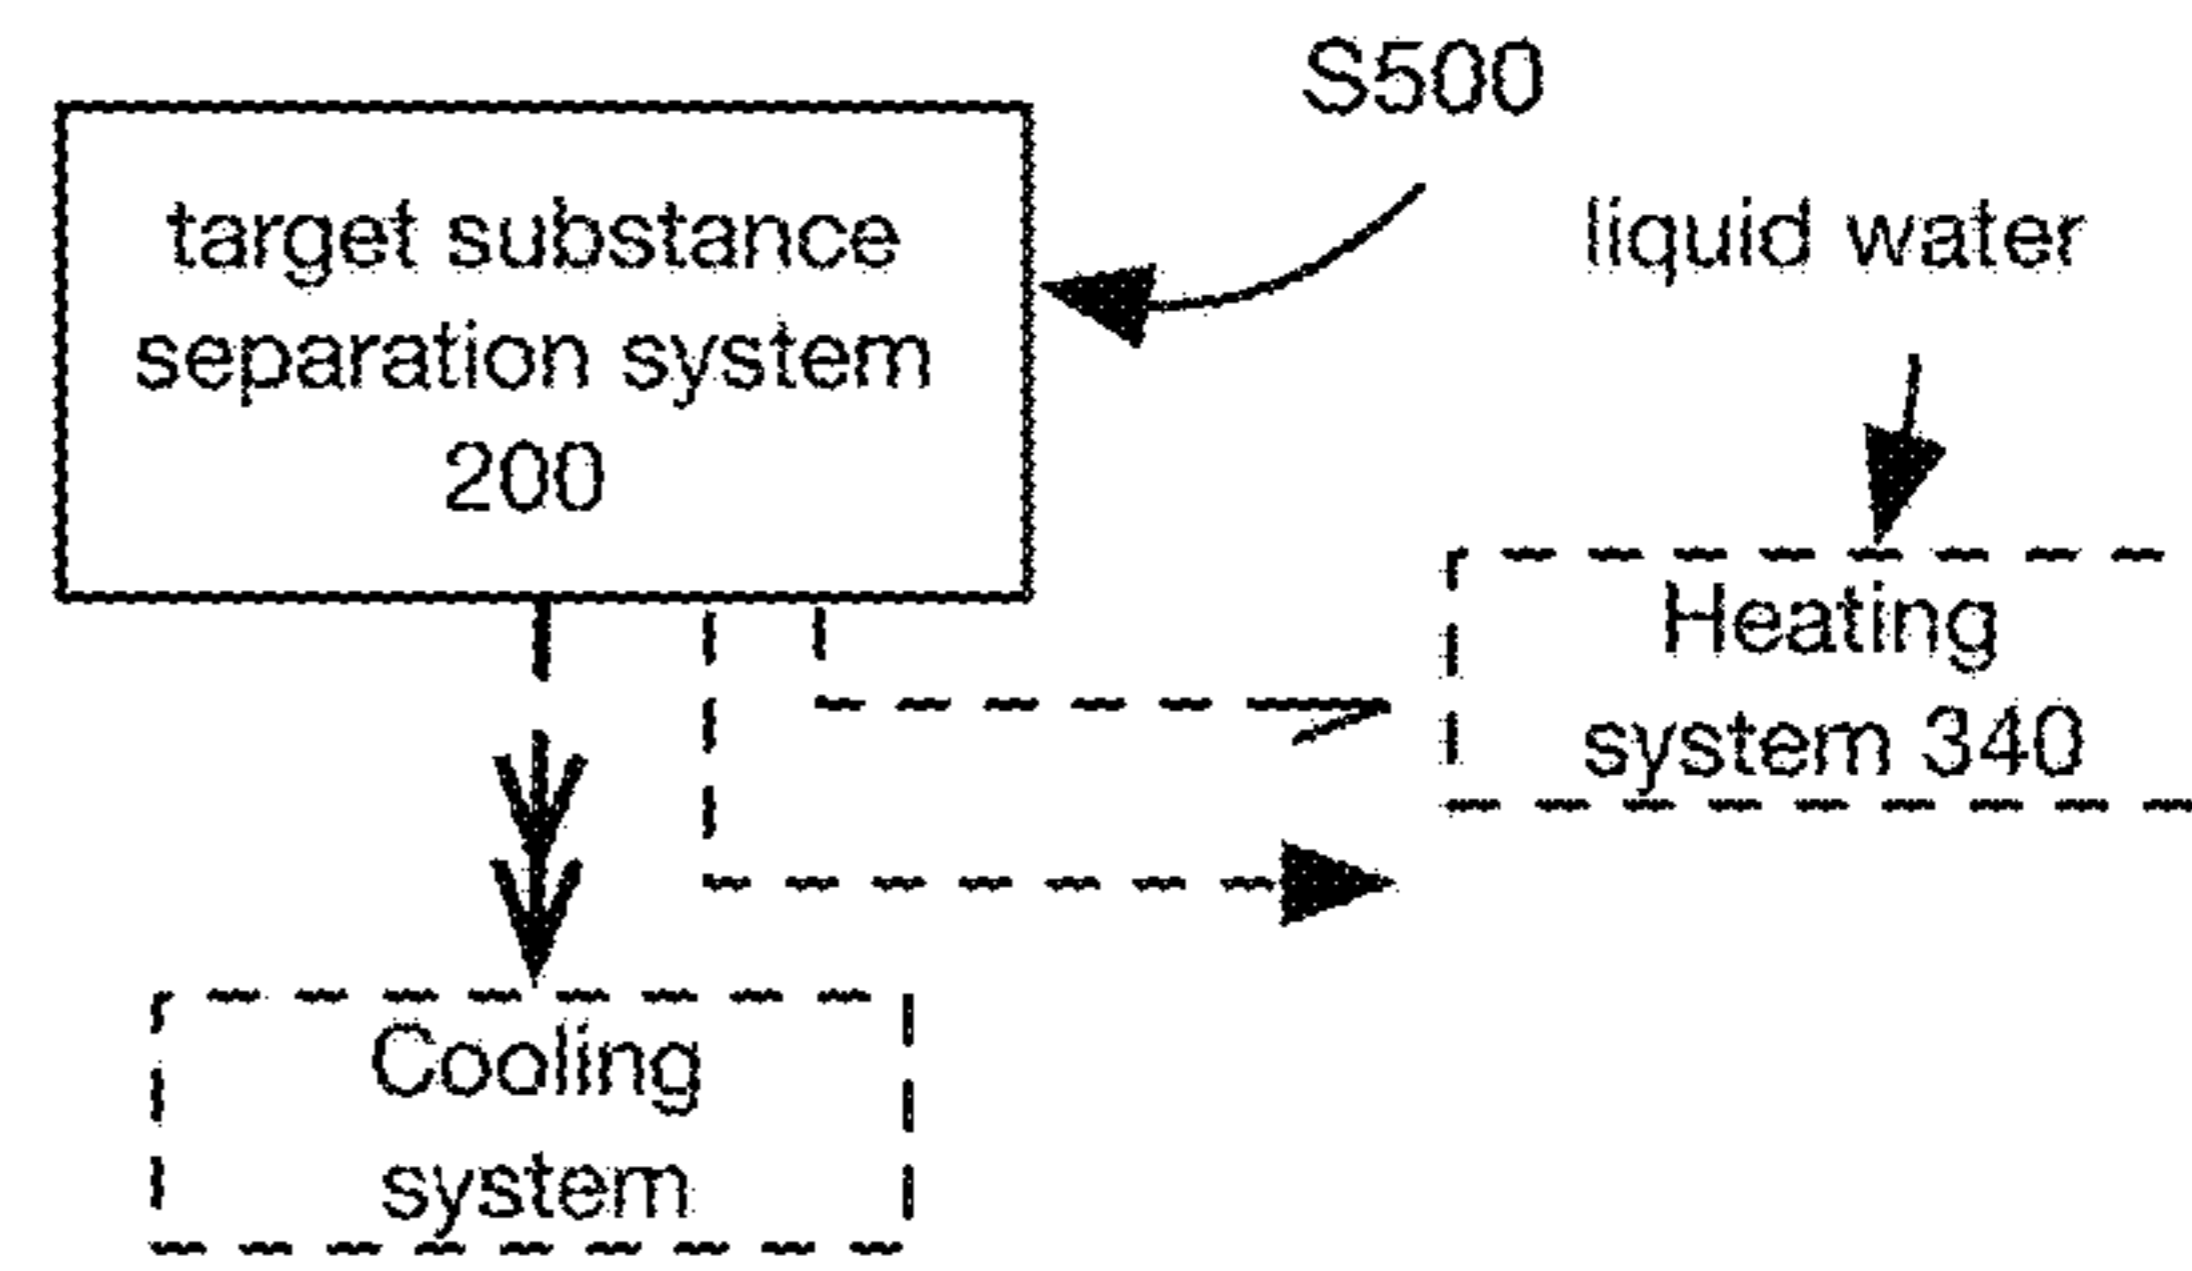 S500
target substance
separation system
200
liquid water
Heating
system 340
Cooling
system